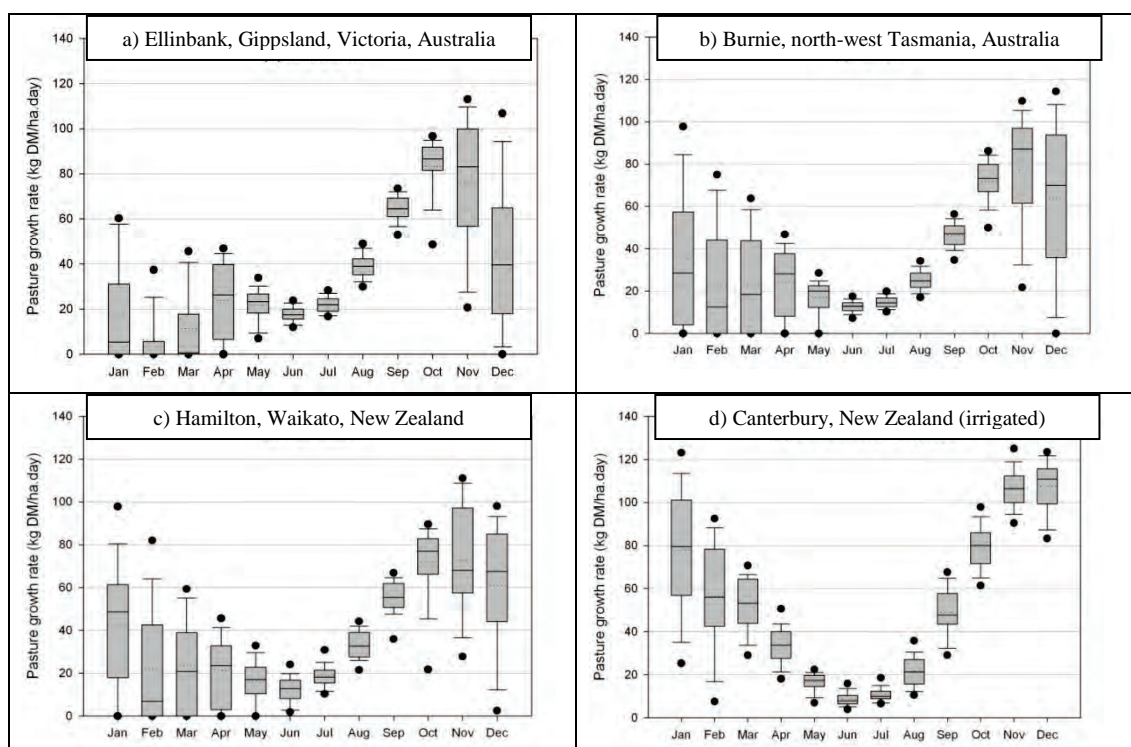 a) Ellinbank, Gippsland, Victoria, Australia
Pasture growth rate (kg DM/ha.day)
140
120
100
80
60
40
20
0
Jan Feb Mar Apr May Jun Jul Aug Sep Oct Nov Dec
b) Burnie, north-west Tasmania, Australia
Pasture growth rate (kg DM/ha.day)
140
120
100
80
60
40
20
0
Jan Feb Mar Apr May Jun Jul Aug Sep Oct Nov Dec
c) Hamilton, Waikato, New Zealand
Pasture growth rate (kg DM/ha.day)
140
120
100
80
60
40
20
0
Jan Feb Mar Apr May Jun Jul Aug Sep Oct Nov Dec
d) Canterbury, New Zealand (irrigated)
Pasture growth rate (kg DM/ha.day)
140
120
100
80
60
40
20
0
Jan Feb Mar Apr May Jun Jul Aug Sep Oct Nov Dec